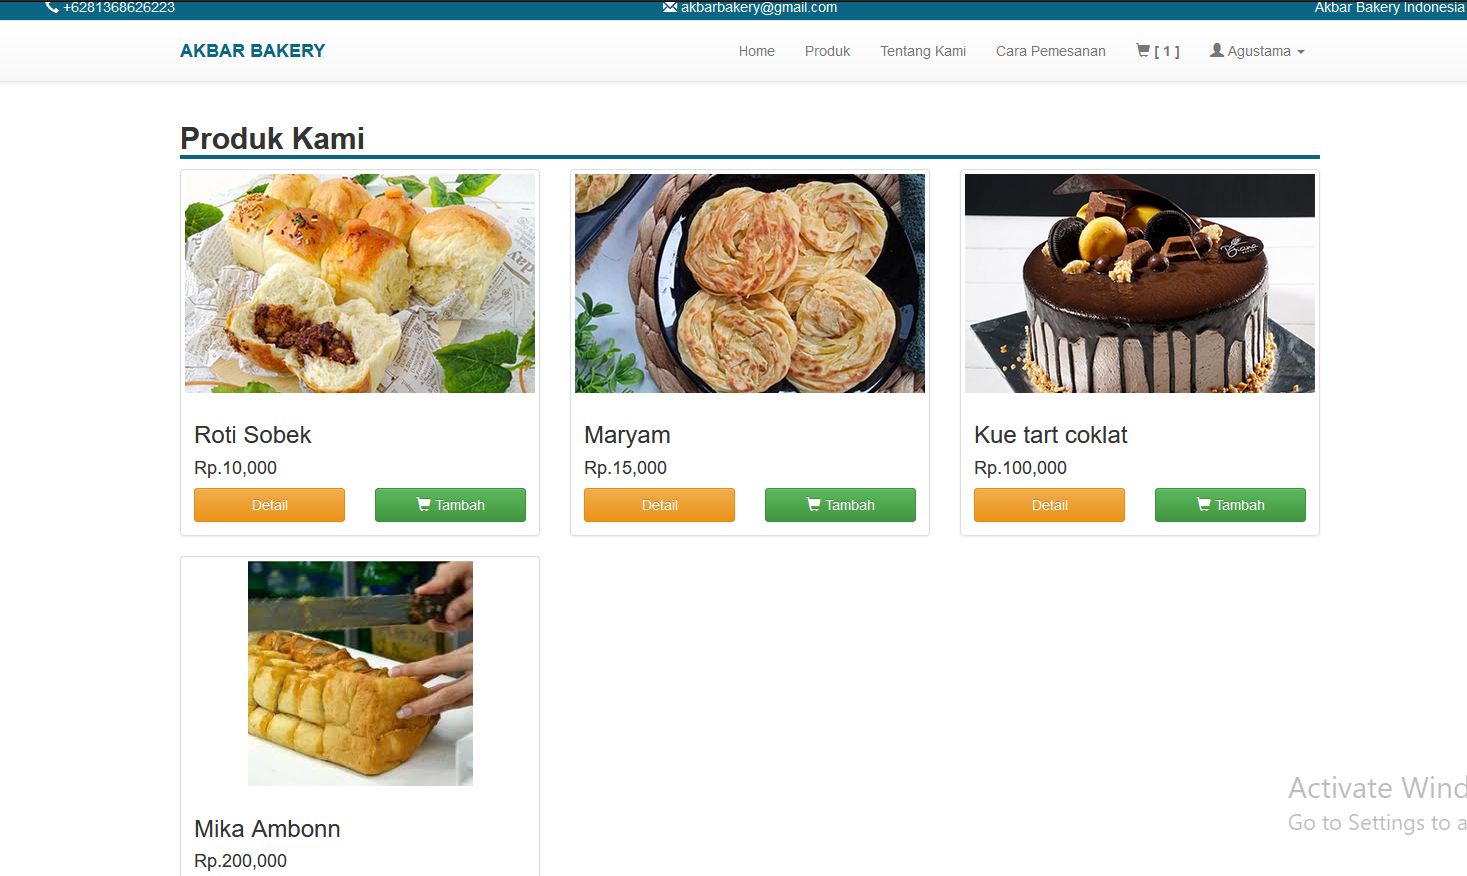 +6281368626223 akbarbakery@gmail.com Akbar Bakery Indonesia
AKBAR BAKERY Home Produk Tentang Kami Cara Pemesanan [ 1 ] Agustama
Produk Kami
Roti Sobek
Rp.10,000
Detail Tambah
Maryam
Rp.15,000
Detail Tambah
Kue tart coklat
Rp.100,000
Detail Tambah
Mika Ambonn
Rp.200,000
Activate Wind
Go to Settings to a